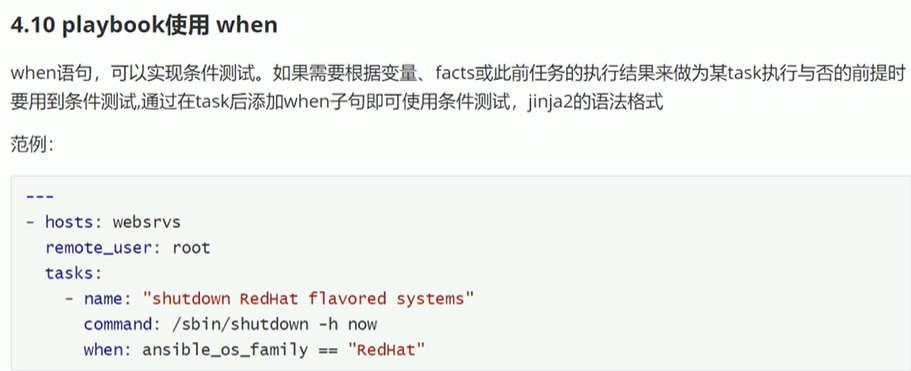 4.10 playbook使用 when
when语句，可以实现条件测试。如果需要根据变量、facts或此前任务的执行结果来做为某task执行与否的前提时
要用到条件测试,通过在task后添加when子句即可使用条件测试，jinja2的语法格式
范例：
---
- hosts: websrvs
  remote_user: root
  tasks:
    - name: "shutdown RedHat flavored systems"
      command: /sbin/shutdown -h now
      when: ansible_os_family == "RedHat"